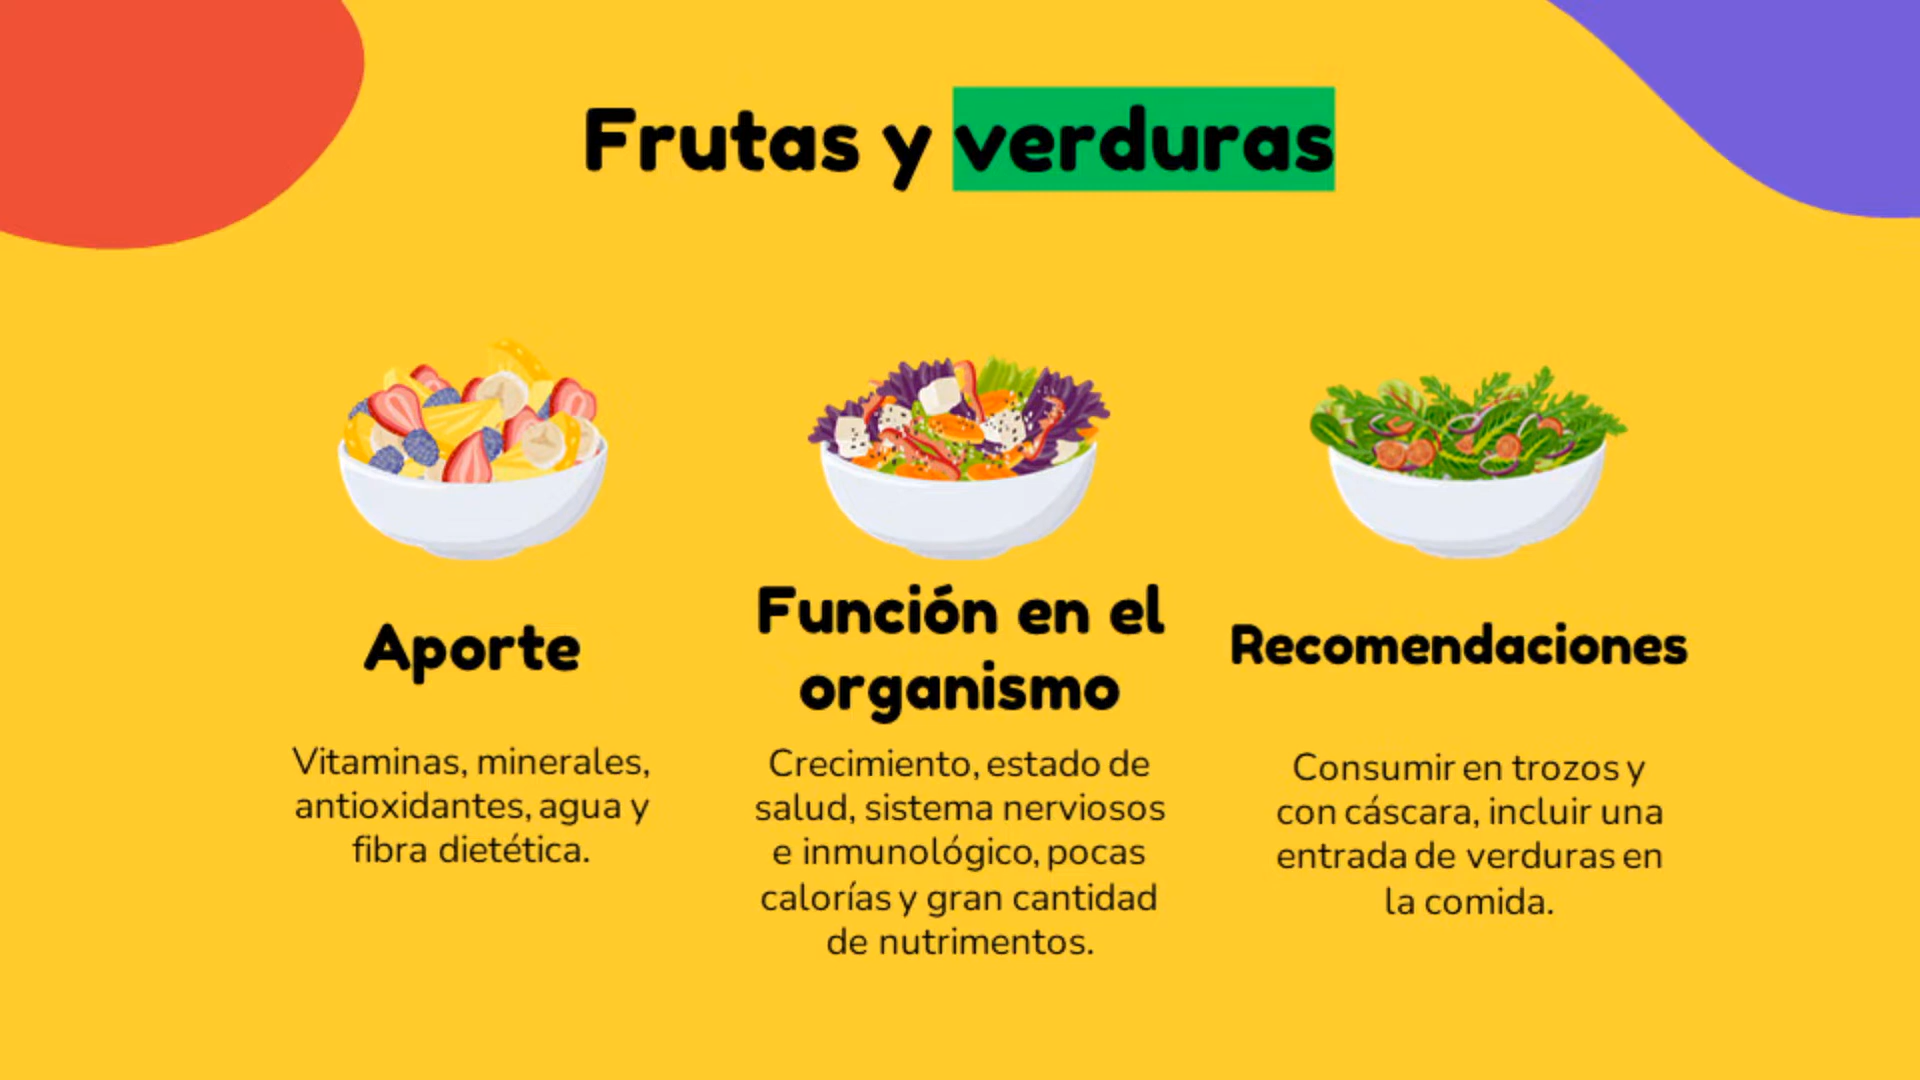 Frutas y verduras
Aporte
Vitaminas, minerales,
antioxidantes, agua y
fibra dietética.
Función en el
organismo
Crecimiento, estado de
salud, sistema nerviosos
e inmunológico, pocas
calorías y gran cantidad
de nutrimentos.
Recomendaciones
Consumir en trozos y
con cáscara, incluir una
entrada de verduras en
la comida.